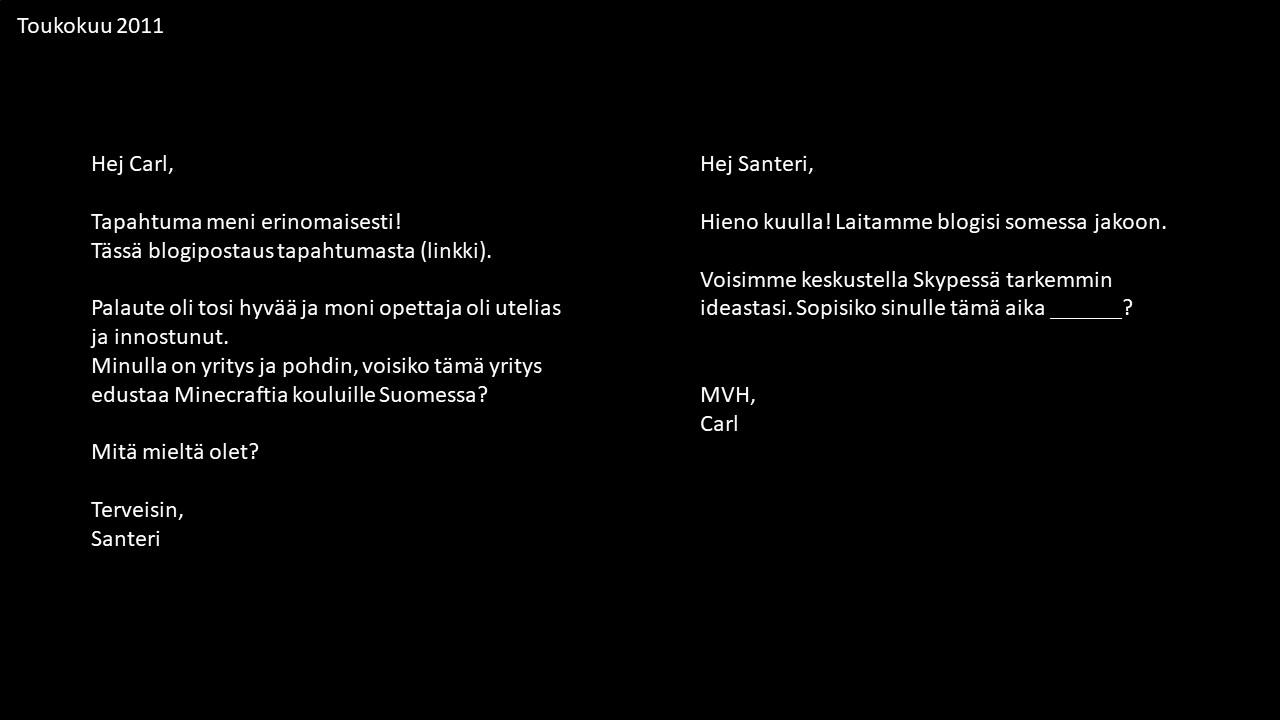 Toukokuu 2011
Hej Carl,
Tapahtuma meni erinomaisesti!
Tässä blogipostaus tapahtumasta (linkki).
Palaute oli tosi hyvää ja moni opettaja oli utelias
ja innostunut.
Minulla on yritys ja pohdin, voisiko tämä yritys
edustaa Minecraftia kouluille Suomessa?
Mitä mieltä olet?
Terveisin,
Santeri
Hej Santeri,
Hieno kuulla! Laitamme blogisi somessa jakoon.
Voisimme keskustella Skypessä tarkemmin
ideastasi. Sopisiko sinulle tämä aika ______?
MVH,
Carl